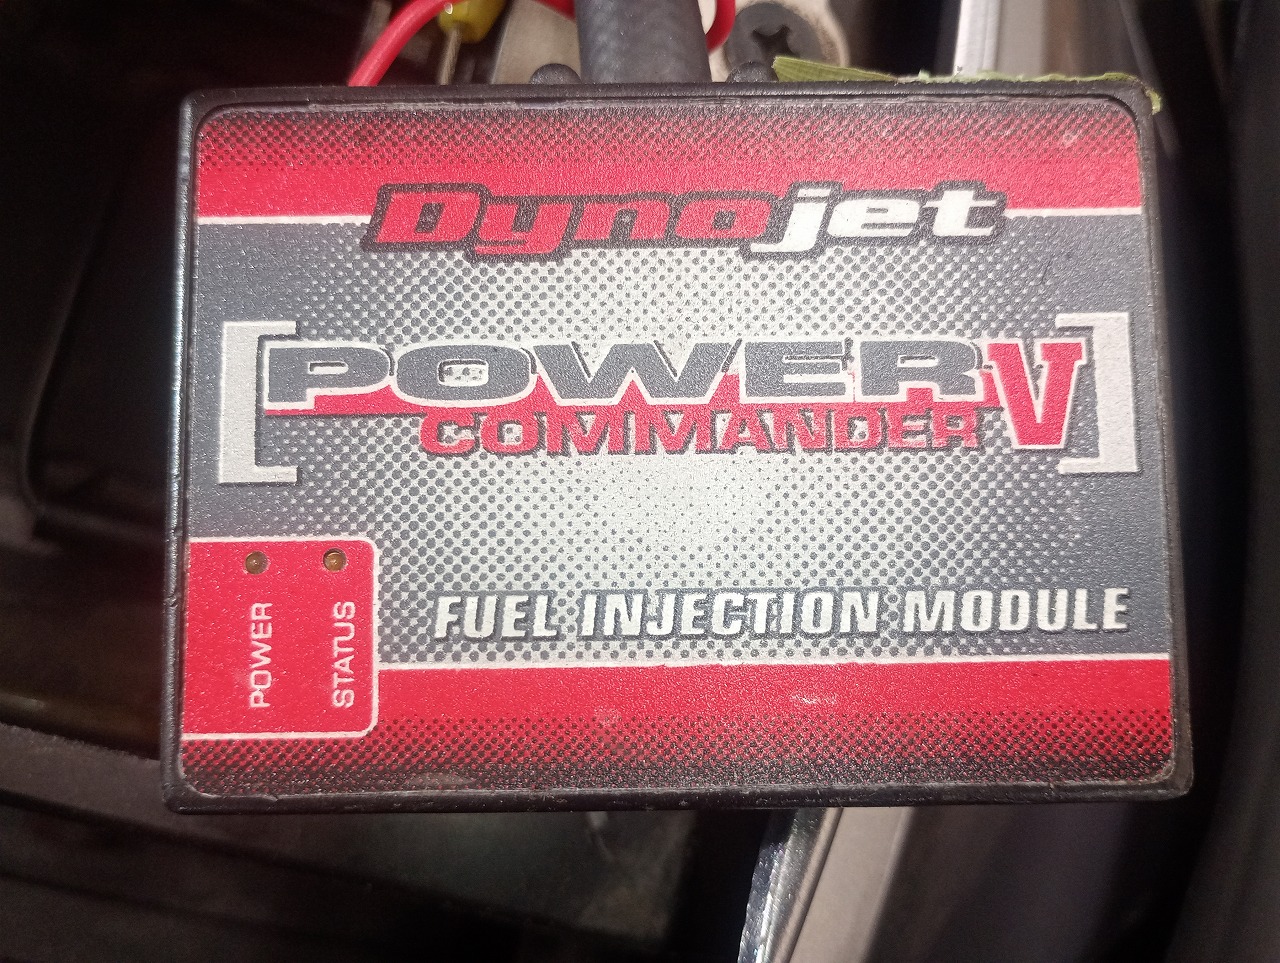 Dynojet
POWER V
COMMANDER
FUEL INJECTION MODULE
POWER
STATUS